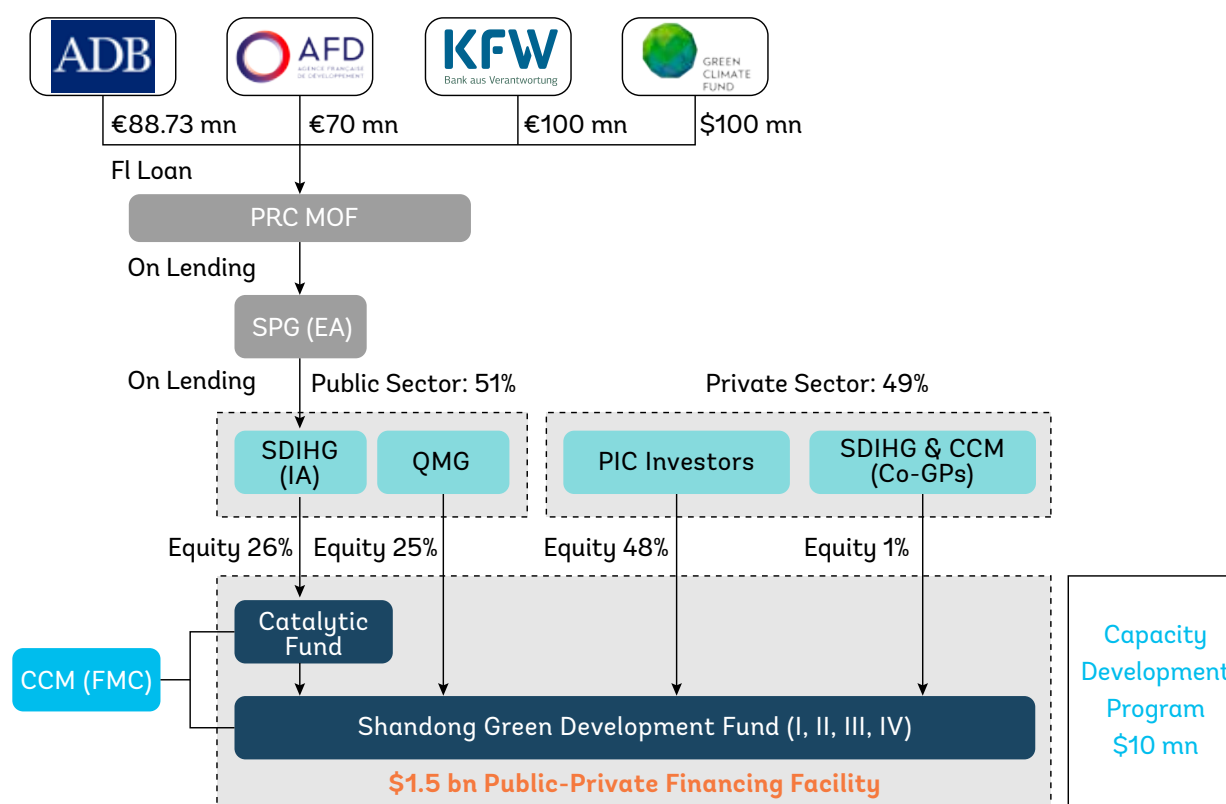 ADB
AFD
AGENCE FRANÇAISE
DE DÉVELOPPEMENT
KFW
Bank aus Verantwortung
GREEN
CLIMATE
FUND
€88.73 mn
€70 mn
€100 mn
$100 mn
Fl Loan
PRC MOF
On Lending
SPG (EA)
On Lending
Public Sector: 51%
Private Sector: 49%
SDIHG
(IA)
QMG
PIC Investors
SDIHG & CCM
(Co-GPs)
Equity 26%
Equity 25%
Equity 48%
Equity 1%
Catalytic
Fund
CCM (FMC)
Shandong Green Development Fund (I, II, III, IV)
$1.5 bn Public-Private Financing Facility
Capacity
Development
Program
$10 mn